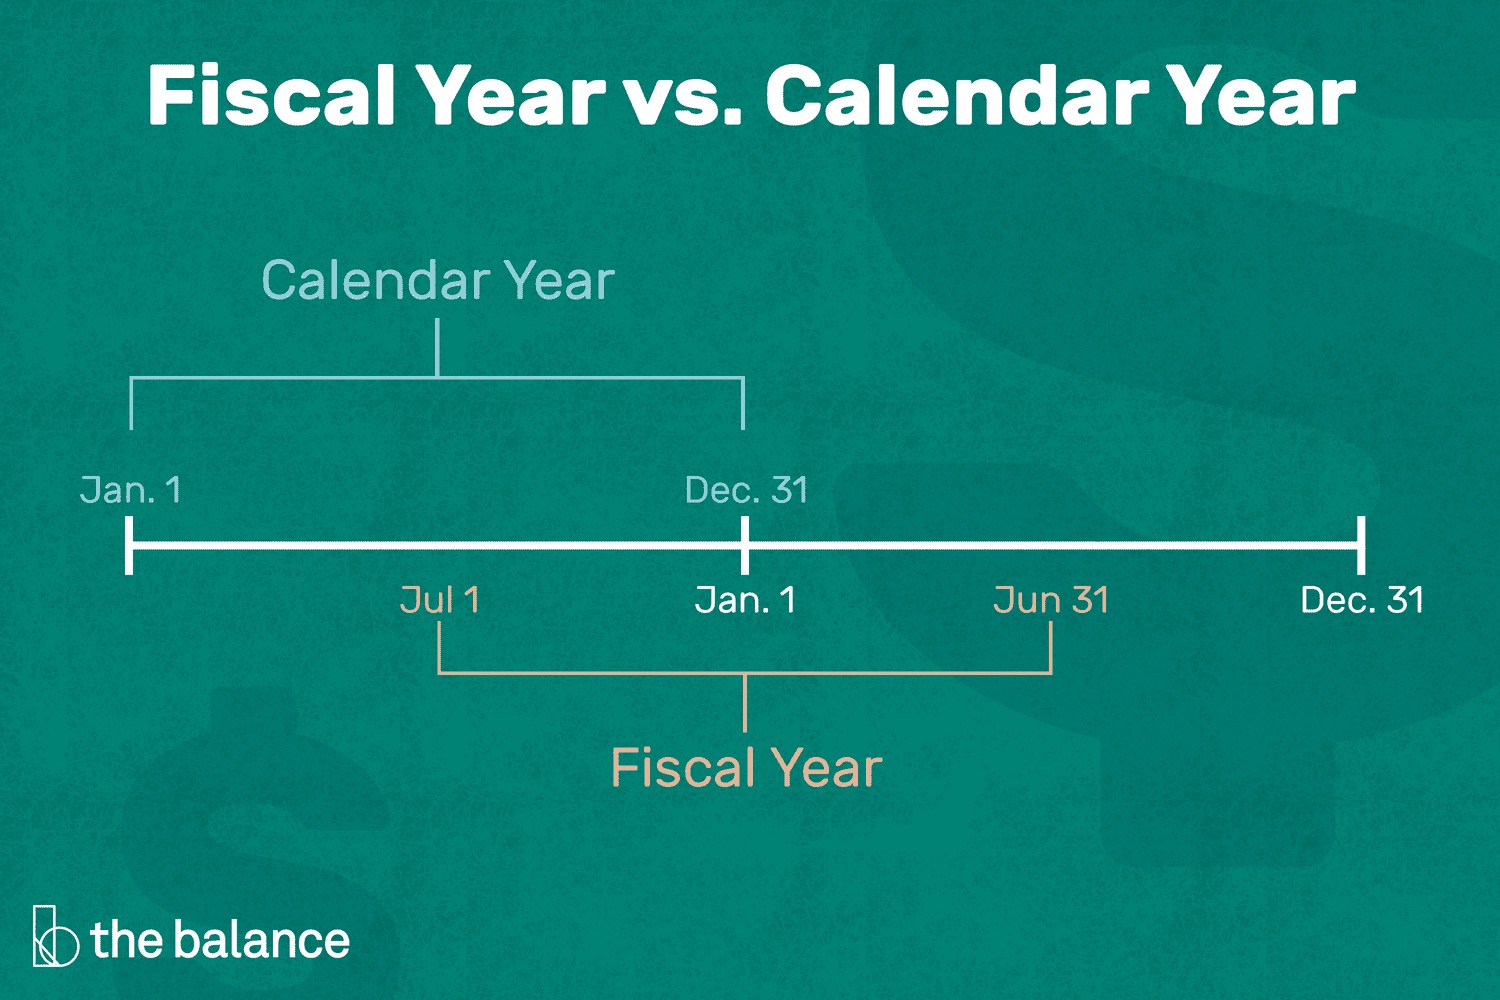 Fiscal Year vs. Calendar Year
Calendar Year
Jan. 1
Dec. 31
Jul 1
Jan. 1
Jun 31
Dec. 31
Fiscal Year
the balance